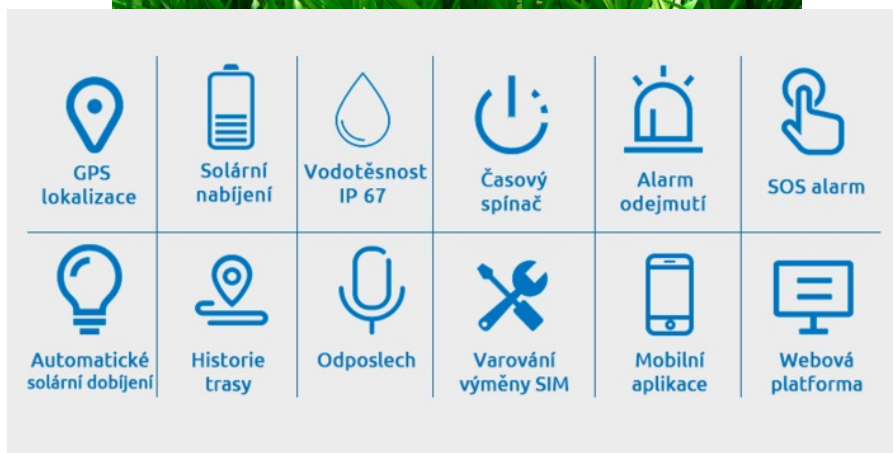 GPS
lokalizace
Solární
nabíjení
Vodotěsnost
IP 67
Časový
spínač
Alarm
odejmutí
SOS alarm
Automatické
solární dobíjení
Historie
trasy
Odposlech
Varování
výměny SIM
Mobilní
aplikace
Webová
platforma